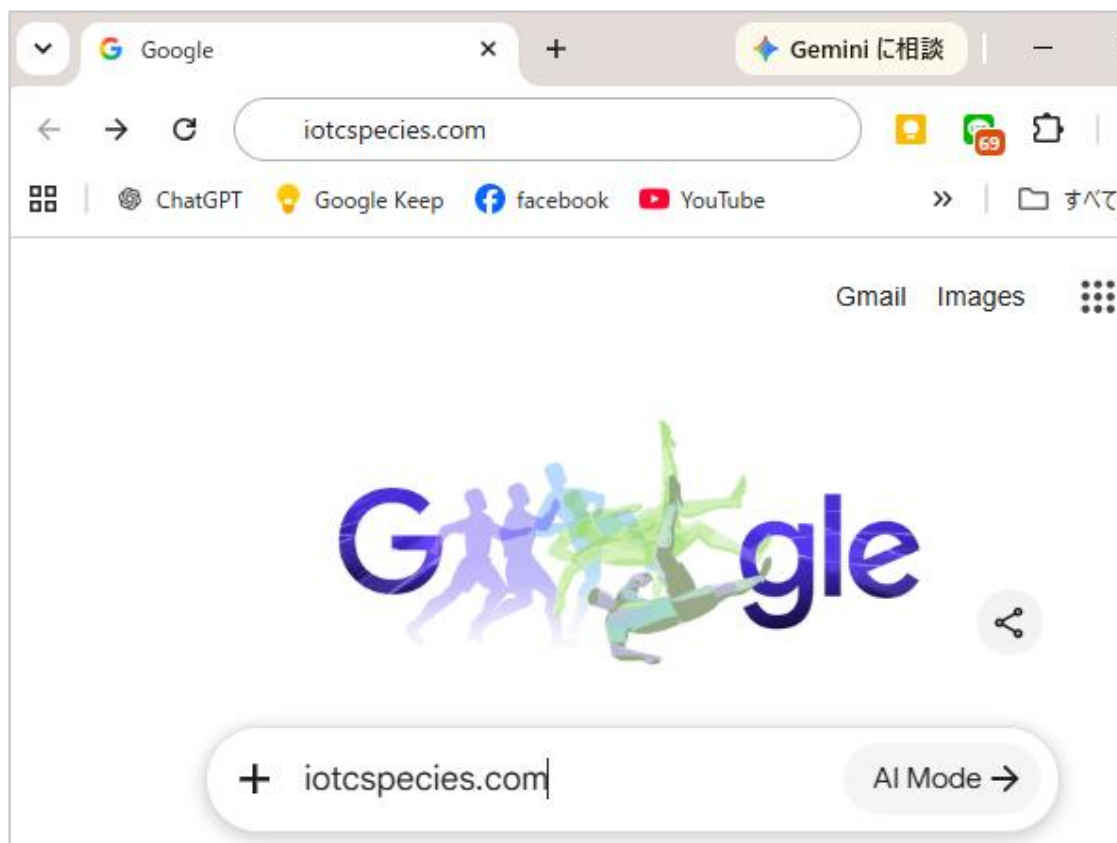 Google
Gemini に相談
iotcspecies.com
69
ChatGPT
Google Keep
facebook
YouTube
すべて
Gmail
Images
Google
iotcspecies.com
AI Mode